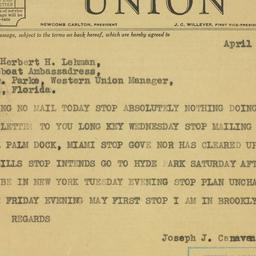 UNION
NEWCOMB CARLTON, PRESIDENT J. C. WILLEVER, FIRST VICE-PRESID
message, subject to the terms on back hereof, which are hereby agreed to
April
Herbert H. Lehman,
boat Ambassadress,
Parke, Western Union Manager,
, Florida.
NG NO MAIL TODAY STOP ABSOLUTELY NOTHING DOING
LETTER TO YOU LONG KEY WEDNESDAY STOP MAILING
PALM DOCK, MIAMI STOP GOVE NOR HAS CLEARED UP
ILLS STOP INTENDS GO TO HYDE PARK SATURDAY AFT
BE IN NEW YORK TUESDAY EVENING STOP PLAN UNCHA
FRIDAY EVENING MAY FIRST STOP I AM IN BROOKLY
REGARDS
Joseph J. Canavan